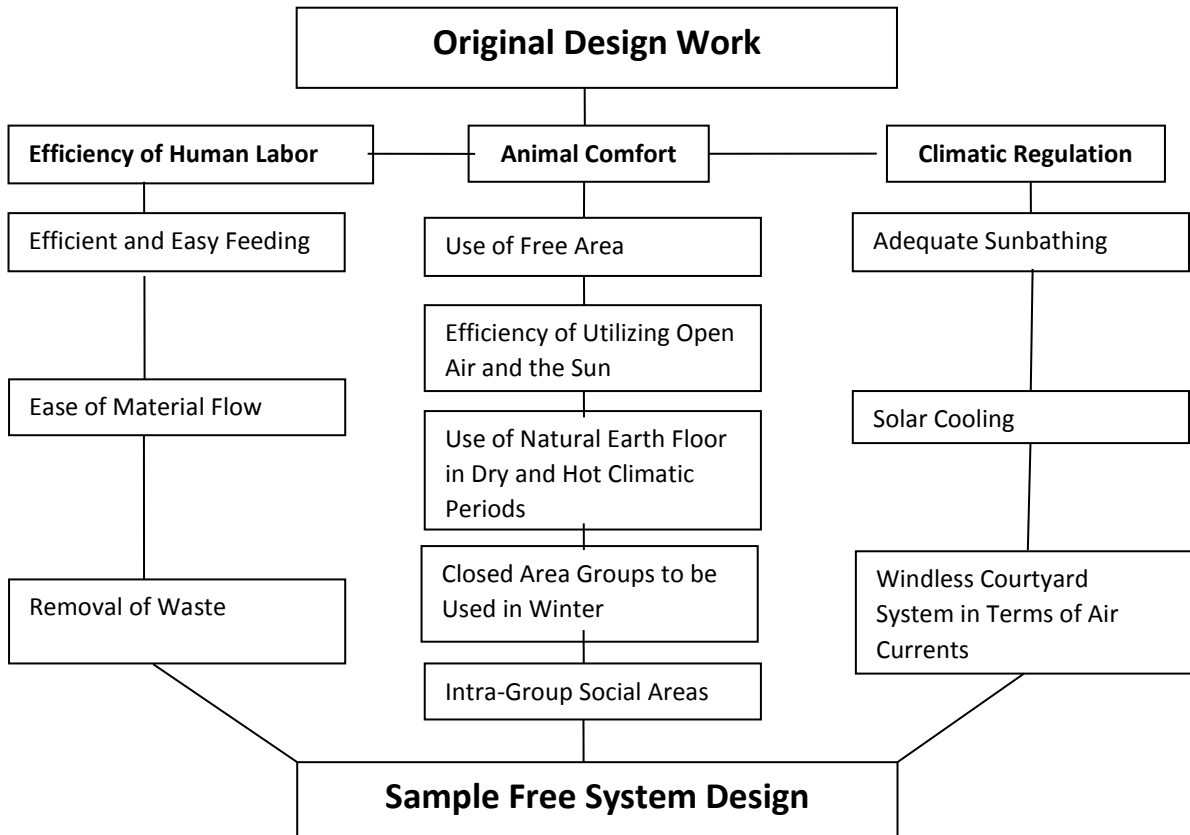 Original Design Work
Efficiency of Human Labor
Animal Comfort
Climatic Regulation
Efficient and Easy Feeding
Use of Free Area
Adequate Sunbathing
Efficiency of Utilizing Open
Air and the Sun
Ease of Material Flow
Solar Cooling
Use of Natural Earth Floor
in Dry and Hot Climatic
Periods
Removal of Waste
Closed Area Groups to be
Used in Winter
Windless Courtyard
System in Terms of Air
Currents
Intra-Group Social Areas
Sample Free System Design